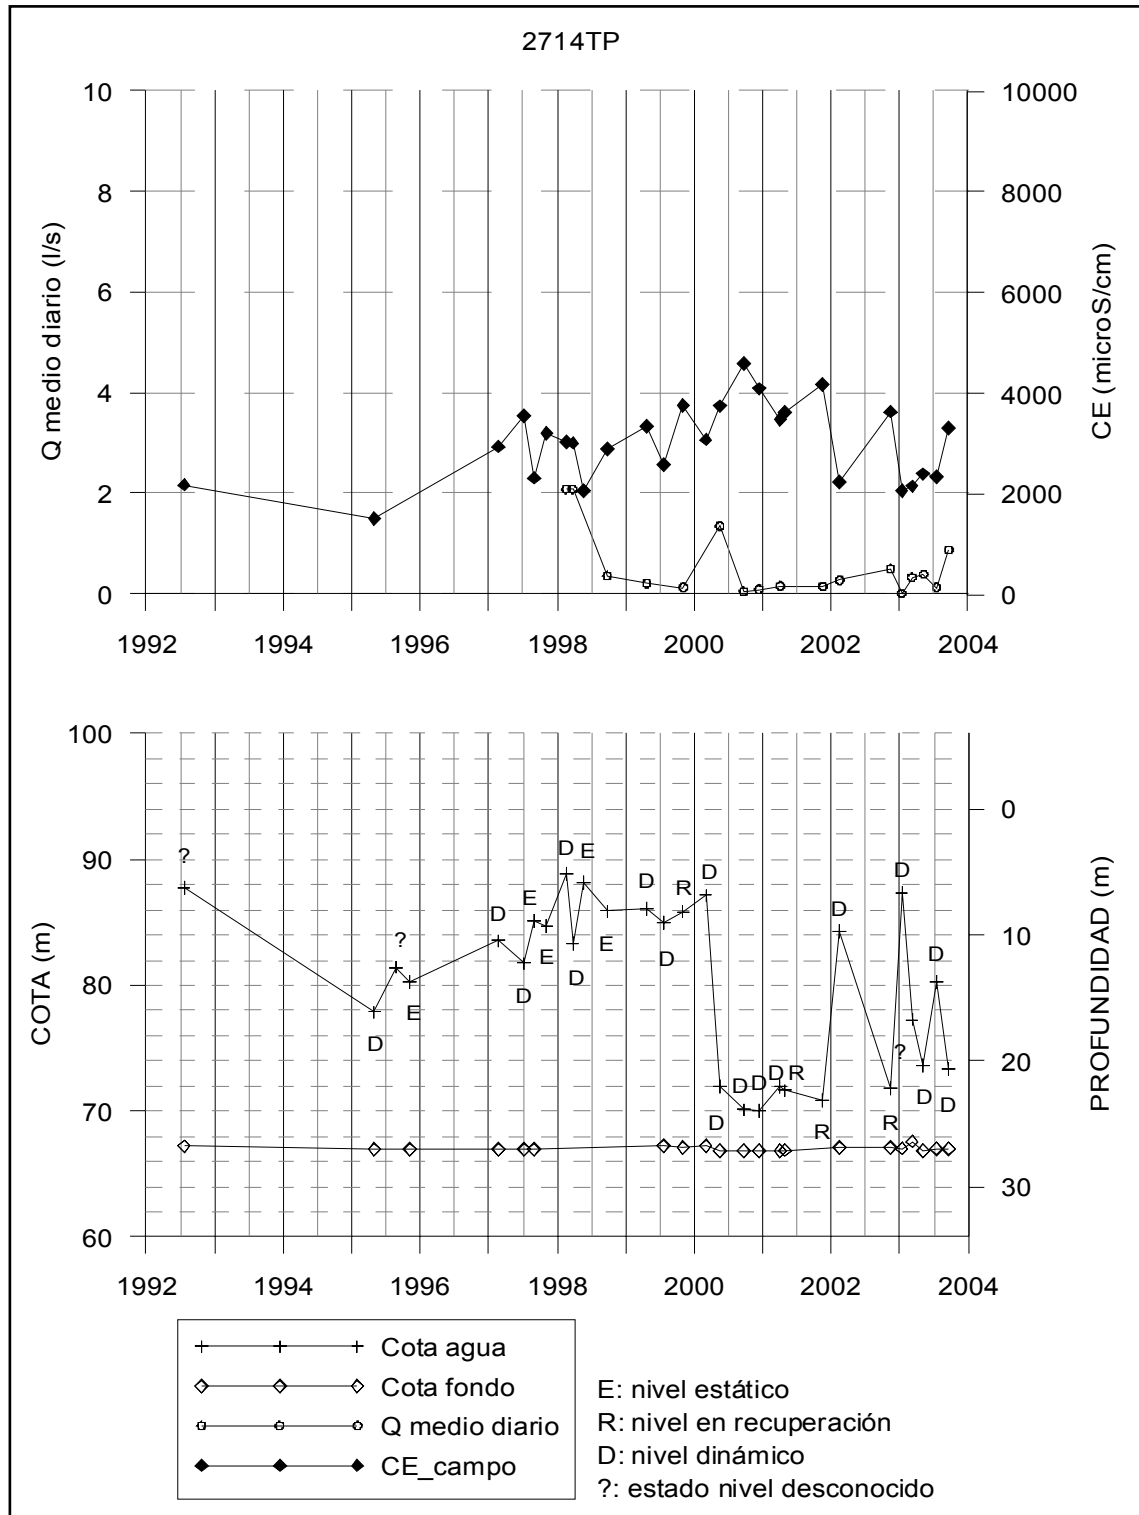 2714TP
10
8
6
4
2
0
Q medio diario (l/s)
10000
8000
6000
4000
2000
0
CE (microS/cm)
1992 1994 1996 1998 2000 2002 2004
100
90
80
70
60
COTA (m)
0
10
20
30
PROFUNDIDAD (m)
? D ? E D D E E D D E E D D R D D D D D R R D R D ? D D D
1992 1994 1996 1998 2000 2002 2004
Cota agua
Cota fondo
Q medio diario
CE_campo
E: nivel estático
R: nivel en recuperación
D: nivel dinámico
?: estado nivel desconocido